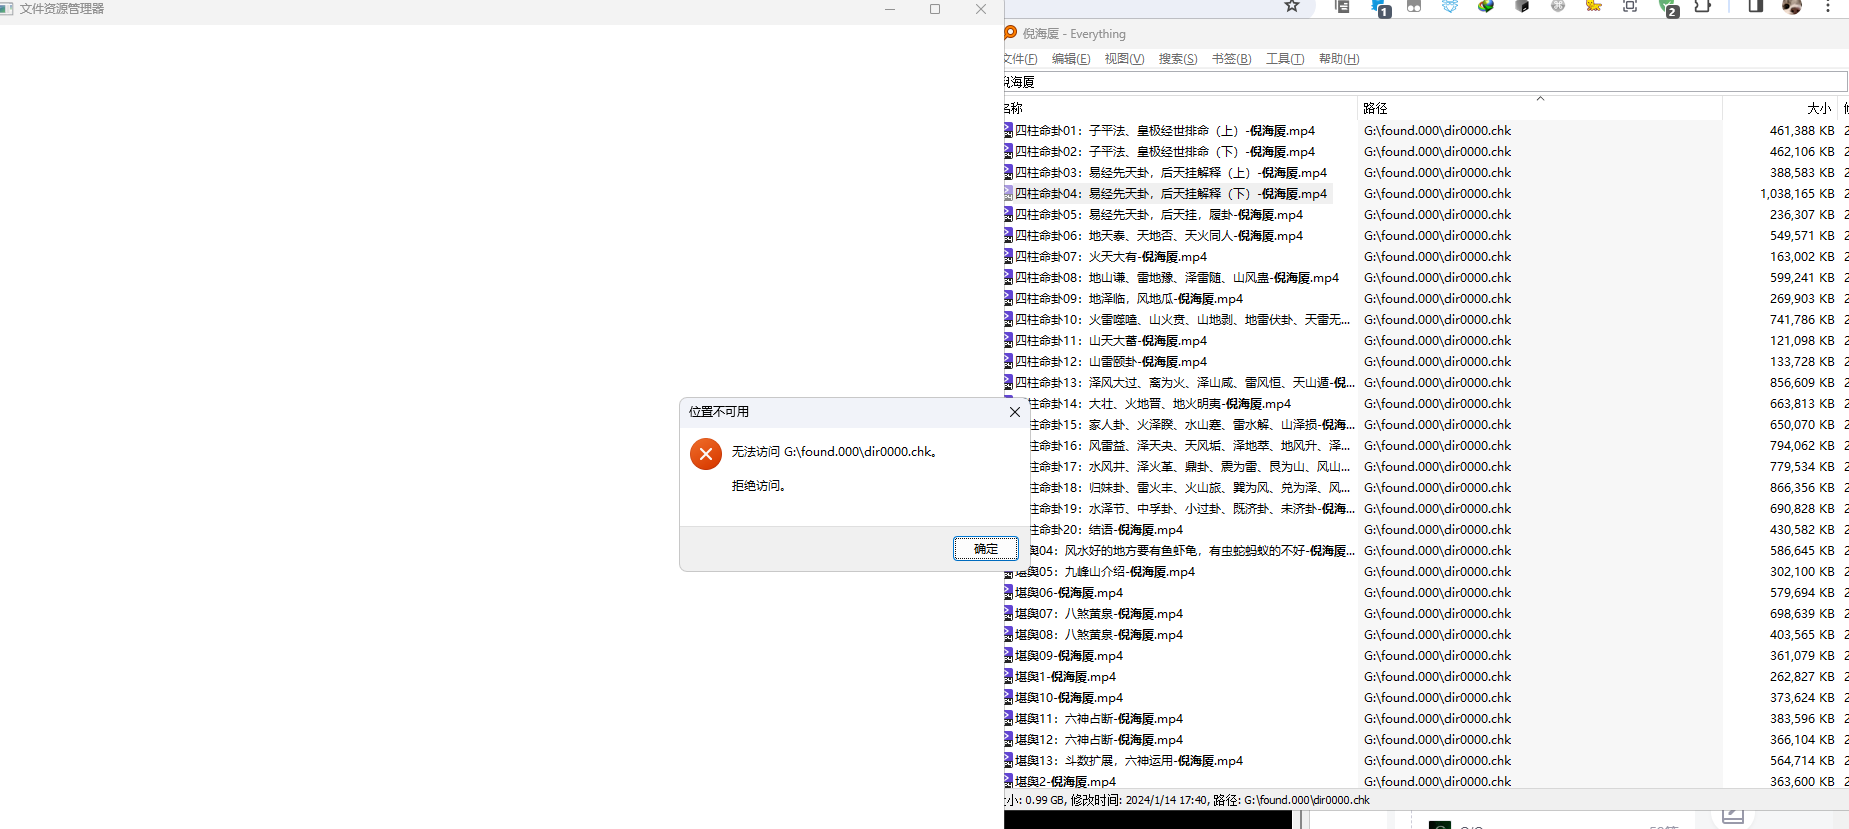 文件资源管理器
倪海厦 - Everything
文件(F) 编辑(E) 视图(V) 搜索(S) 书签(B) 工具(T) 帮助(H)
倪海厦
名称 路径 大小
四柱命卦01：子平法、皇极经世排命（上）-倪海厦.mp4 G:\found.000\dir0000.chk 461,388 KB 2
四柱命卦02：子平法、皇极经世排命（下）-倪海厦.mp4 G:\found.000\dir0000.chk 462,106 KB 2
四柱命卦03：易经先天卦，后天挂解释（上）-倪海厦.mp4 G:\found.000\dir0000.chk 388,583 KB 2
四柱命卦04：易经先天卦，后天挂解释（下）-倪海厦.mp4 G:\found.000\dir0000.chk 1,038,165 KB 2
四柱命卦05：易经先天卦，后天挂，履卦-倪海厦.mp4 G:\found.000\dir0000.chk 236,307 KB 2
四柱命卦06：地天泰、天地否、天火同人-倪海厦.mp4 G:\found.000\dir0000.chk 549,571 KB 2
四柱命卦07：火天大有-倪海厦.mp4 G:\found.000\dir0000.chk 163,002 KB 2
四柱命卦08：地山谦、雷地豫、泽雷随、山风蛊-倪海厦.mp4 G:\found.000\dir0000.chk 599,241 KB 2
四柱命卦09：地泽临，风地瓜-倪海厦.mp4 G:\found.000\dir0000.chk 269,903 KB 2
四柱命卦10：火雷噬嗑、山火贲、山地剥、地雷伏卦、天雷无... G:\found.000\dir0000.chk 741,786 KB 2
四柱命卦11：山天大蓄-倪海厦.mp4 G:\found.000\dir0000.chk 121,098 KB 2
四柱命卦12：山雷颐卦-倪海厦.mp4 G:\found.000\dir0000.chk 133,728 KB 2
四柱命卦13：泽风大过、离为火、泽山咸、雷风恒、天山遁-倪... G:\found.000\dir0000.chk 856,609 KB 2
柱命卦14：大壮、火地晋、地火明夷-倪海厦.mp4 G:\found.000\dir0000.chk 663,813 KB 2
柱命卦15：家人卦、火泽睽、水山蹇、雷水解、山泽损-倪海... G:\found.000\dir0000.chk 650,070 KB 2
柱命卦16：风雷益、泽天夬、天风垢、泽地萃、地风升、泽... G:\found.000\dir0000.chk 794,062 KB 2
柱命卦17：水风井、泽火革、鼎卦、震为雷、艮为山、风山... G:\found.000\dir0000.chk 779,534 KB 2
柱命卦18：归妹卦、雷火丰、火山旅、巽为风、兑为泽、风... G:\found.000\dir0000.chk 866,356 KB 2
柱命卦19：水泽节、中孚卦、小过卦、既济卦、未济卦-倪海... G:\found.000\dir0000.chk 690,828 KB 2
柱命卦20：结语-倪海厦.mp4 G:\found.000\dir0000.chk 430,582 KB 2
舆04：风水好的地方要有鱼虾龟，有虫蛇蚂蚁的不好-倪海厦... G:\found.000\dir0000.chk 586,645 KB 2
堪舆05：九峰山介绍-倪海厦.mp4 G:\found.000\dir0000.chk 302,100 KB 2
堪舆06-倪海厦.mp4 G:\found.000\dir0000.chk 579,694 KB 2
堪舆07：八煞黄泉-倪海厦.mp4 G:\found.000\dir0000.chk 698,639 KB 2
堪舆08：八煞黄泉-倪海厦.mp4 G:\found.000\dir0000.chk 403,565 KB 2
堪舆09-倪海厦.mp4 G:\found.000\dir0000.chk 361,079 KB 2
堪舆1-倪海厦.mp4 G:\found.000\dir0000.chk 262,827 KB 2
堪舆10-倪海厦.mp4 G:\found.000\dir0000.chk 373,624 KB 2
堪舆11：六神占断-倪海厦.mp4 G:\found.000\dir0000.chk 383,596 KB 2
堪舆12：六神占断-倪海厦.mp4 G:\found.000\dir0000.chk 366,104 KB 2
堪舆13：斗数扩展，六神运用-倪海厦.mp4 G:\found.000\dir0000.chk 564,714 KB 2
堪舆2-倪海厦.mp4 G:\found.000\dir0000.chk 363,600 KB 2
大小: 0.99 GB, 修改时间: 2024/1/14 17:40, 路径: G:\found.000\dir0000.chk
位置不可用
无法访问 G:\found.000\dir0000.chk。
拒绝访问。
确定
1
2